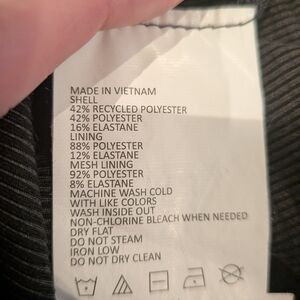 MADE IN VIETNAM
SHELL
42% RECYCLED POLYESTER
42% POLYESTER
16% ELASTANE
LINING
88% POLYESTER
12% ELASTANE
MESH LINING
92% POLYESTER
8% ELASTANE
MACHINE WASH COLD
WITH LIKE COLORS
WASH INSIDE OUT
NON-CHLORINE BLEACH WHEN NEEDED
DRY FLAT
DO NOT STEAM
IRON LOW
DO NOT DRY CLEAN